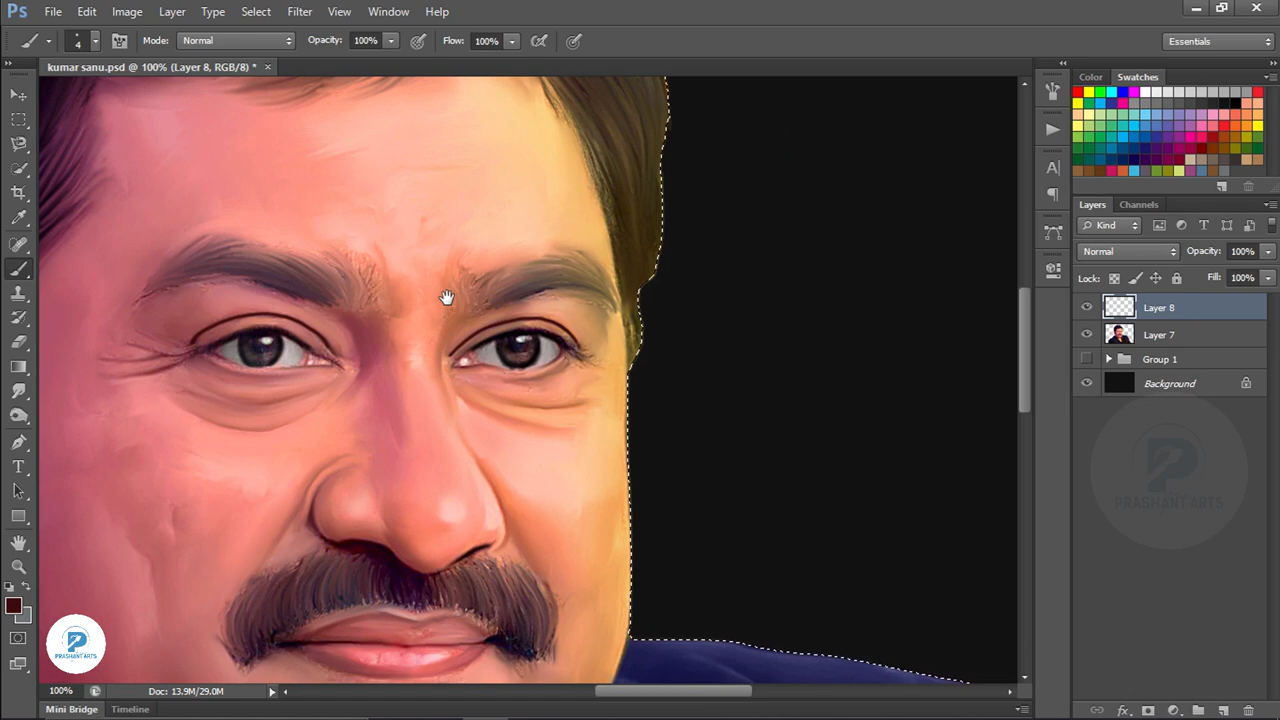 Ps File Edit Image Layer Type Select Filter View Window Help
4 Mode: Normal Opacity: 100% Flow: 100% Essentials
kumar sanu.psd @ 100% (Layer 8, RGB/8) * ×
Color Swatches
Layers Channels
Kind T
Normal Opacity: 100%
Lock: Fill: 100%
Layer 8
Layer 7
Group 1
Background
PRASHANT ARTS
PRASHANT ARTS
100% Doc: 13.9M/29.0M
Mini Bridge Timeline